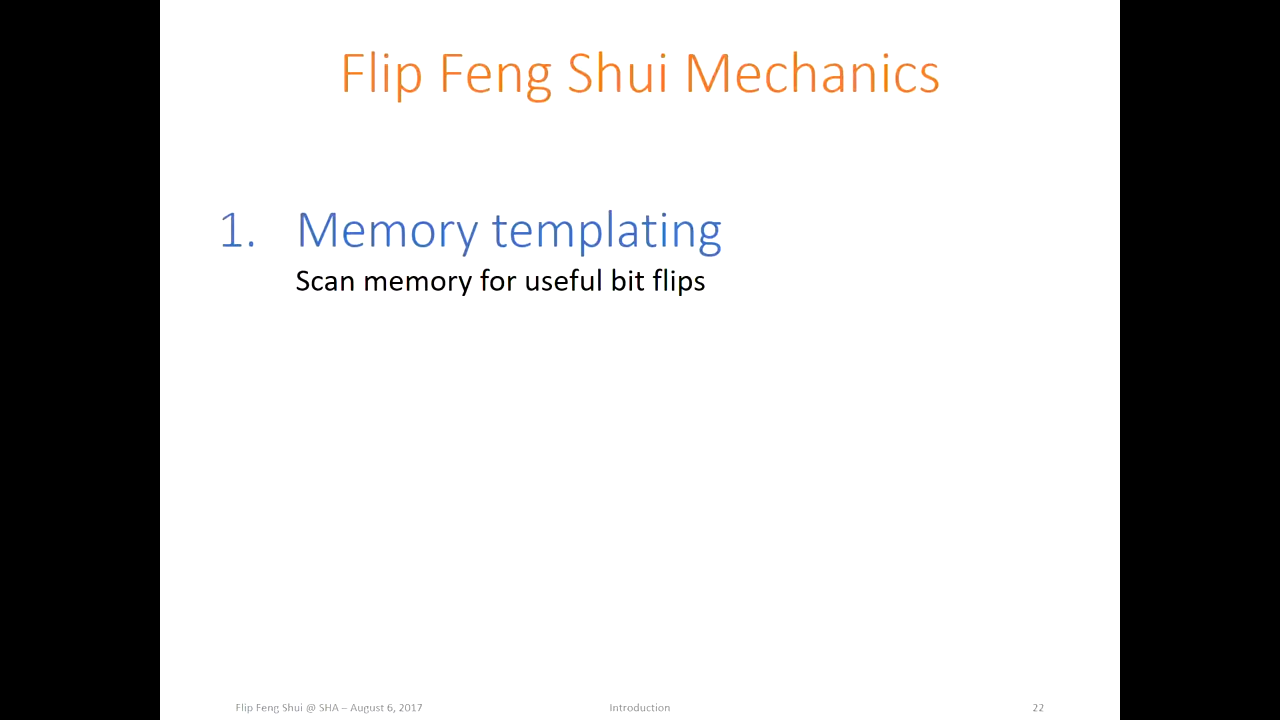 Flip Feng Shui Mechanics
1. Memory templating
Scan memory for useful bit flips
Flip Feng Shui @ SHA – August 6, 2017
Introduction
22